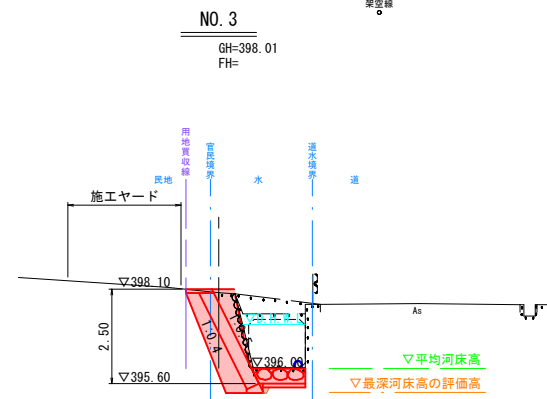 架空線
NO. 3
GH=398.01
FH=
用地買収線
官民境界
道水境界
民地
水
道
施工ヤード
▽398.10
As
1:0.4
2.50
▽396.00
▽平均河床高
▽395.60
▽最深河床高の評価高